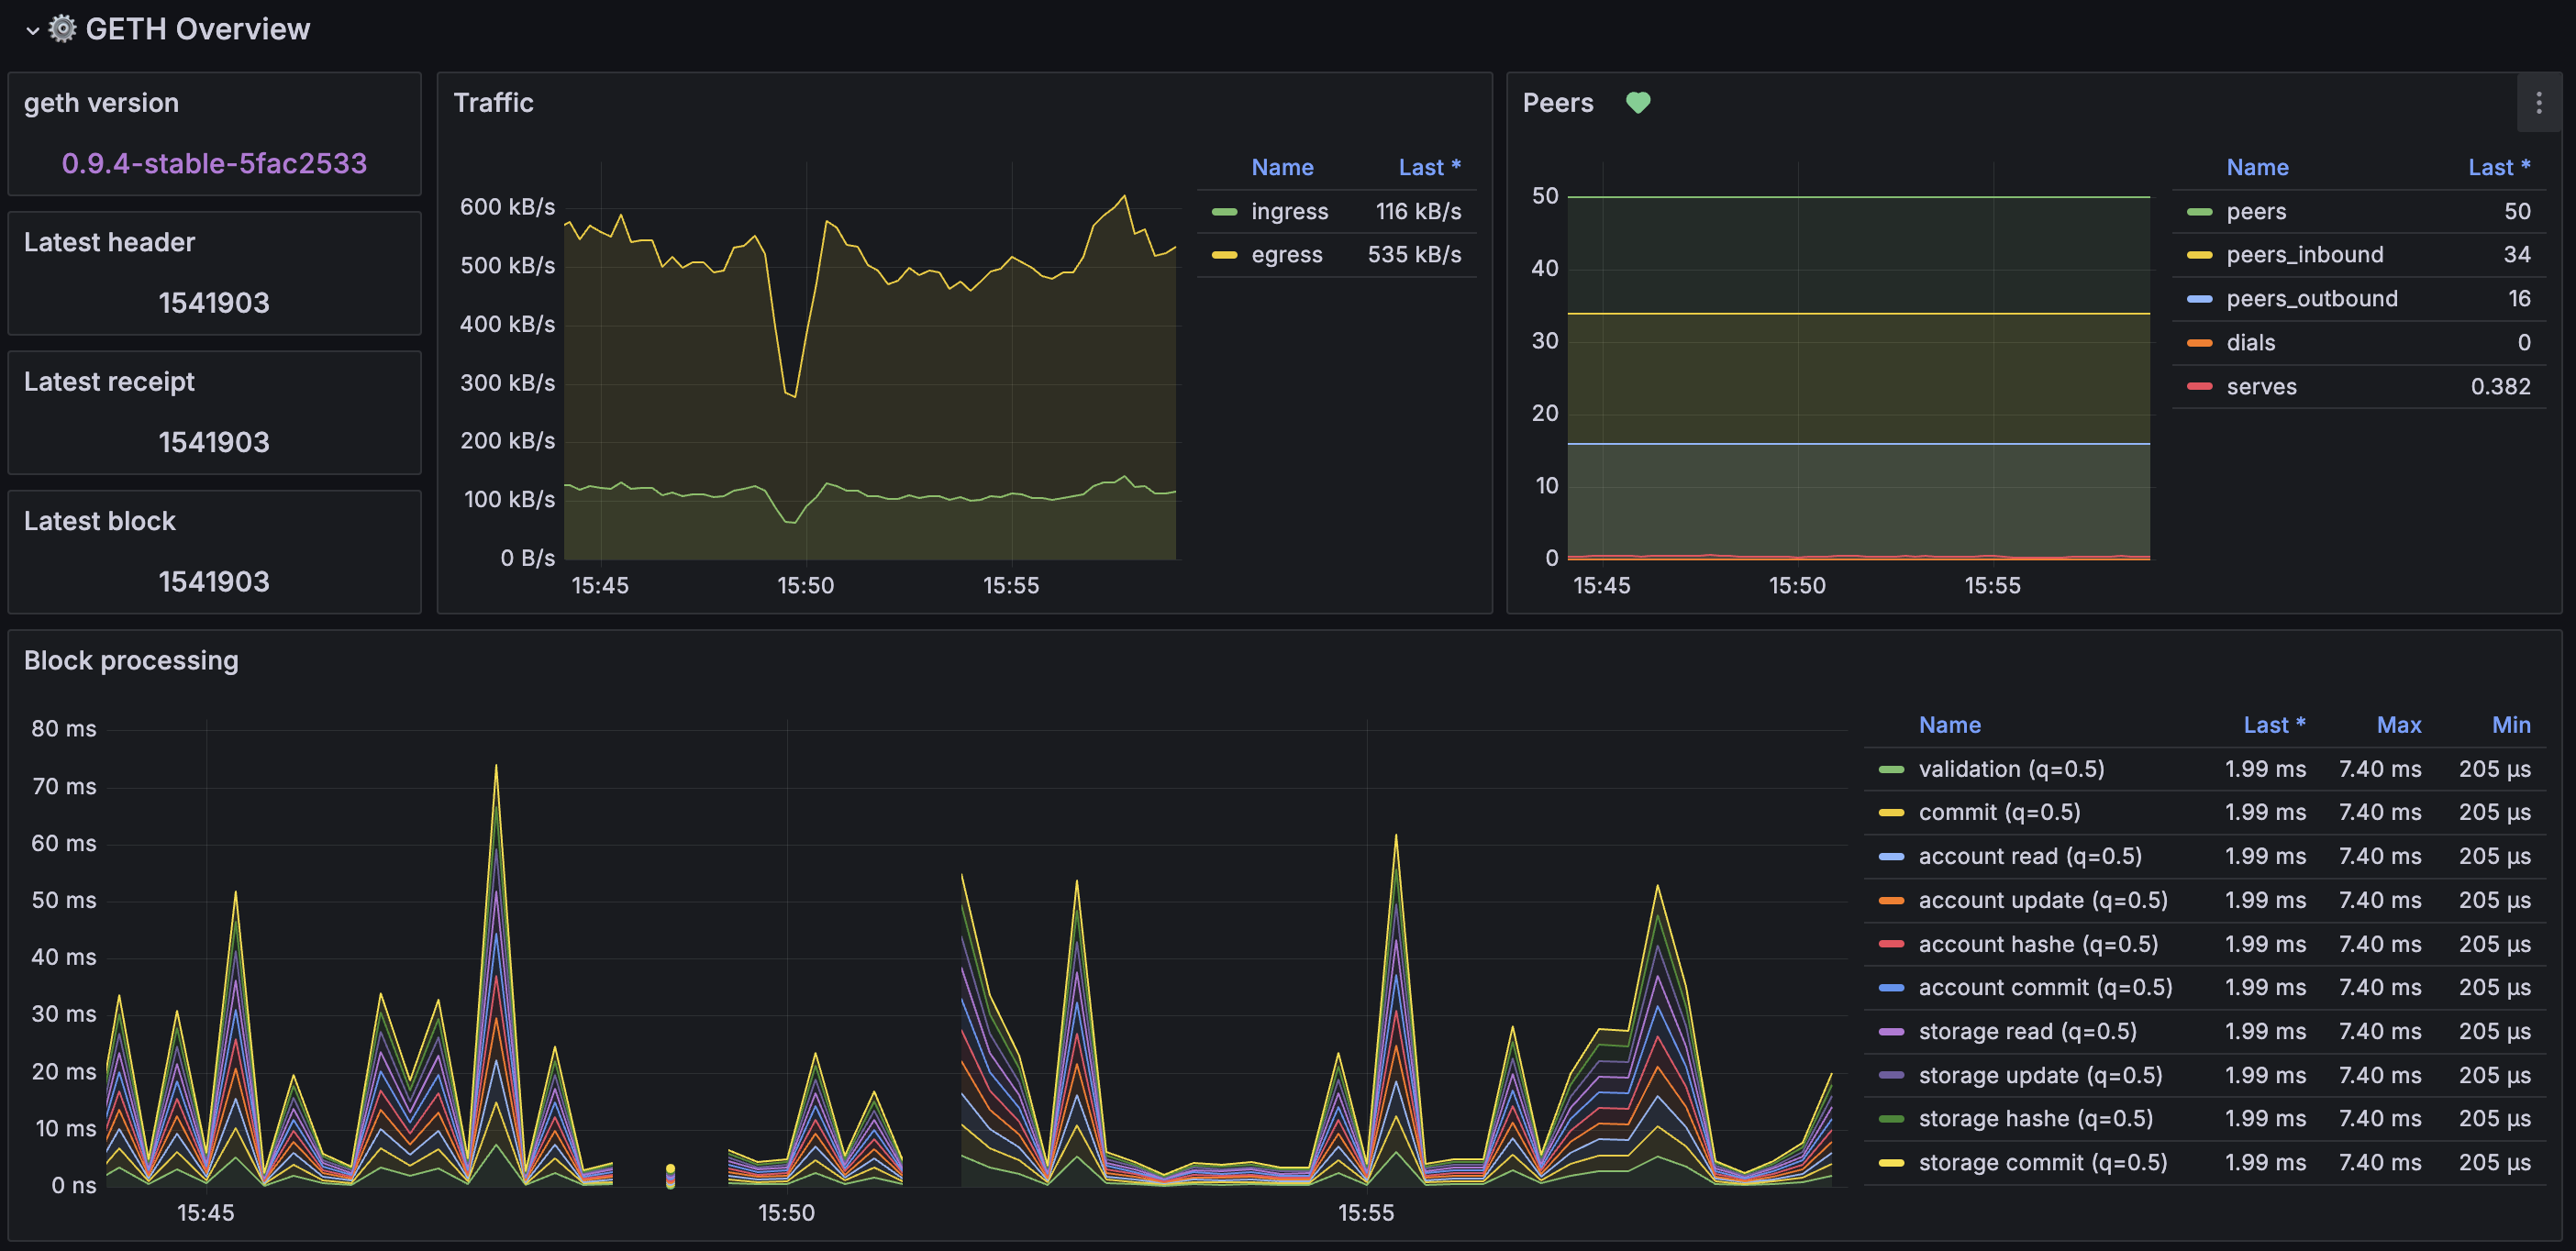 GETH Overview
geth version
0.9.4-stable-5fac2533
Latest header
1541903
Latest receipt
1541903
Latest block
1541903
Traffic
600 kB/s
500 kB/s
400 kB/s
300 kB/s
200 kB/s
100 kB/s
0 B/s
15:45 15:50 15:55
Name Last *
ingress 116 kB/s
egress 535 kB/s
Peers
50
40
30
20
10
0
15:45 15:50 15:55
Name Last *
peers 50
peers_inbound 34
peers_outbound 16
dials 0
serves 0.382
Block processing
80 ms
70 ms
60 ms
50 ms
40 ms
30 ms
20 ms
10 ms
0 ns
15:45 15:50 15:55
Name Last * Max Min
validation (q=0.5) 1.99 ms 7.40 ms 205 µs
commit (q=0.5) 1.99 ms 7.40 ms 205 µs
account read (q=0.5) 1.99 ms 7.40 ms 205 µs
account update (q=0.5) 1.99 ms 7.40 ms 205 µs
account hashe (q=0.5) 1.99 ms 7.40 ms 205 µs
account commit (q=0.5) 1.99 ms 7.40 ms 205 µs
storage read (q=0.5) 1.99 ms 7.40 ms 205 µs
storage update (q=0.5) 1.99 ms 7.40 ms 205 µs
storage hashe (q=0.5) 1.99 ms 7.40 ms 205 µs
storage commit (q=0.5) 1.99 ms 7.40 ms 205 µs